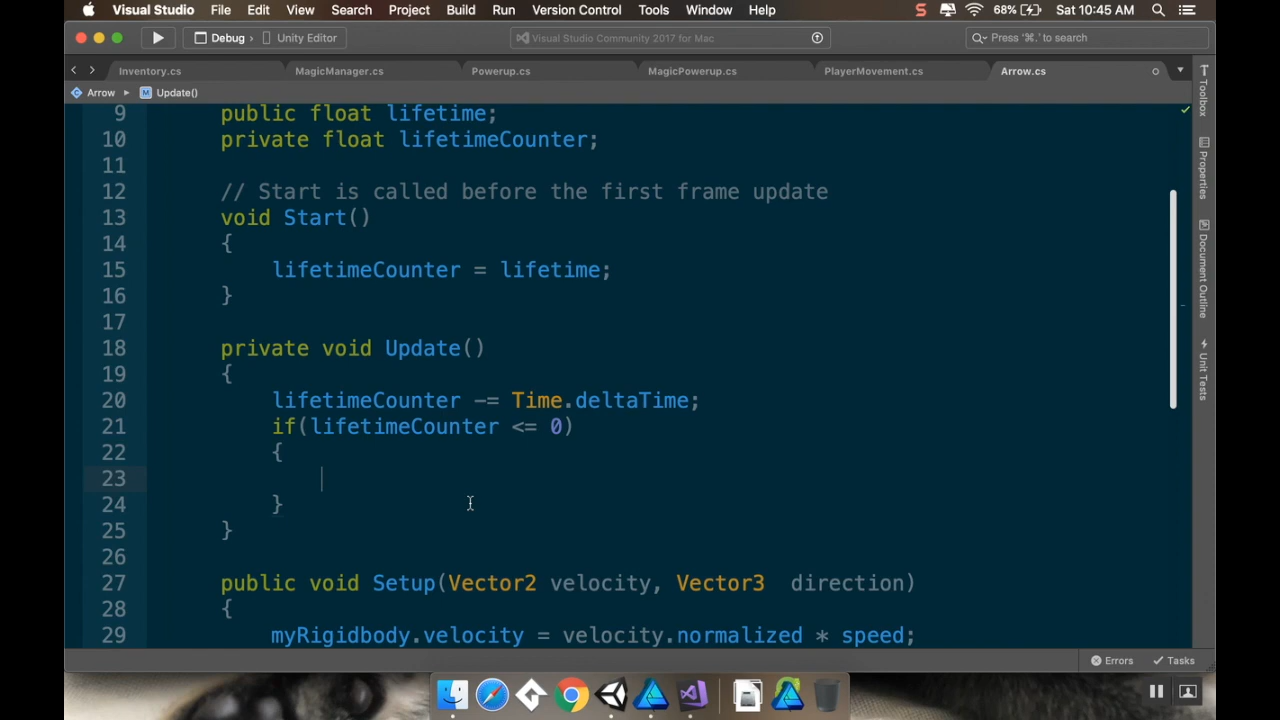 Visual Studio File Edit View Search Project Build Run Version Control Tools Window Help S 68% Sat 10:45 AM
Debug Unity Editor Visual Studio Community 2017 for Mac Press '⌘.' to search
Inventory.cs MagicManager.cs Powerup.cs MagicPowerup.cs PlayerMovement.cs Arrow.cs
Arrow M Update()
9 public float lifetime;
10 private float lifetimeCounter;
11
12 // Start is called before the first frame update
13 void Start()
14 {
15 lifetimeCounter = lifetime;
16 }
17
18 private void Update()
19 {
20 lifetimeCounter -= Time.deltaTime;
21 if(lifetimeCounter <= 0)
22 {
23
24 }
25 }
26
27 public void Setup(Vector2 velocity, Vector3 direction)
28 {
29 myRigidbody.velocity = velocity.normalized * speed;
Errors Tasks
Toolbox
Properties
Document Outline
Unit Tests